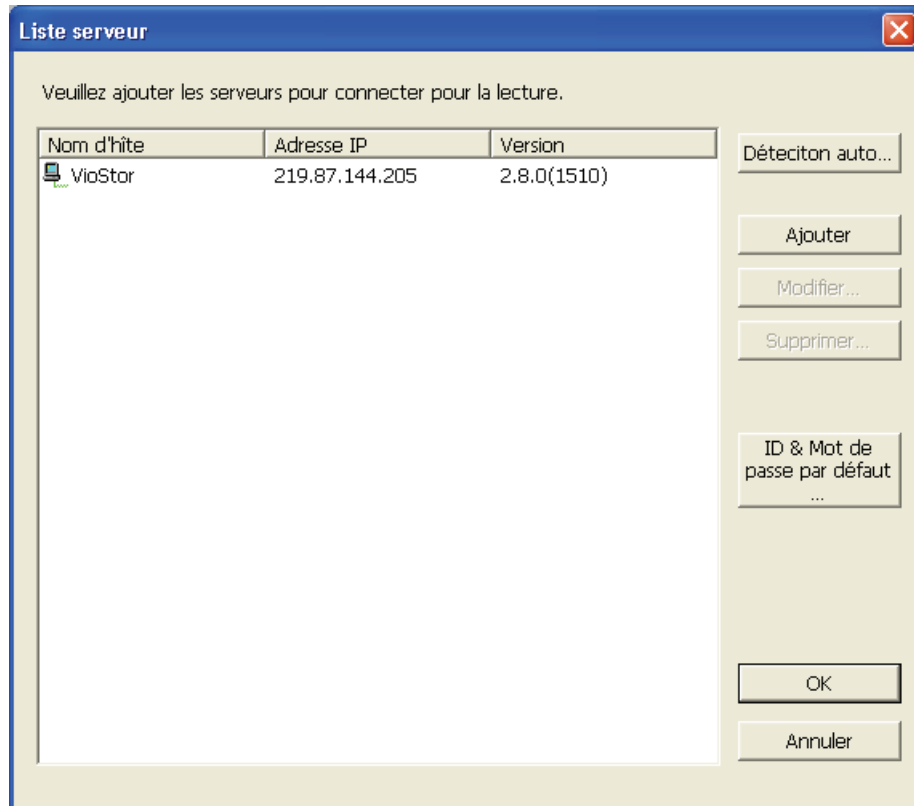 Liste serveur
Veuillez ajouter les serveurs pour connecter pour la lecture.
Nom d'hîte Adresse IP Version
VioStor 219.87.144.205 2.8.0(1510)
Déteciton auto...
Ajouter
Modifier...
Supprimer...
ID & Mot de
passe par défaut
...
OK
Annuler